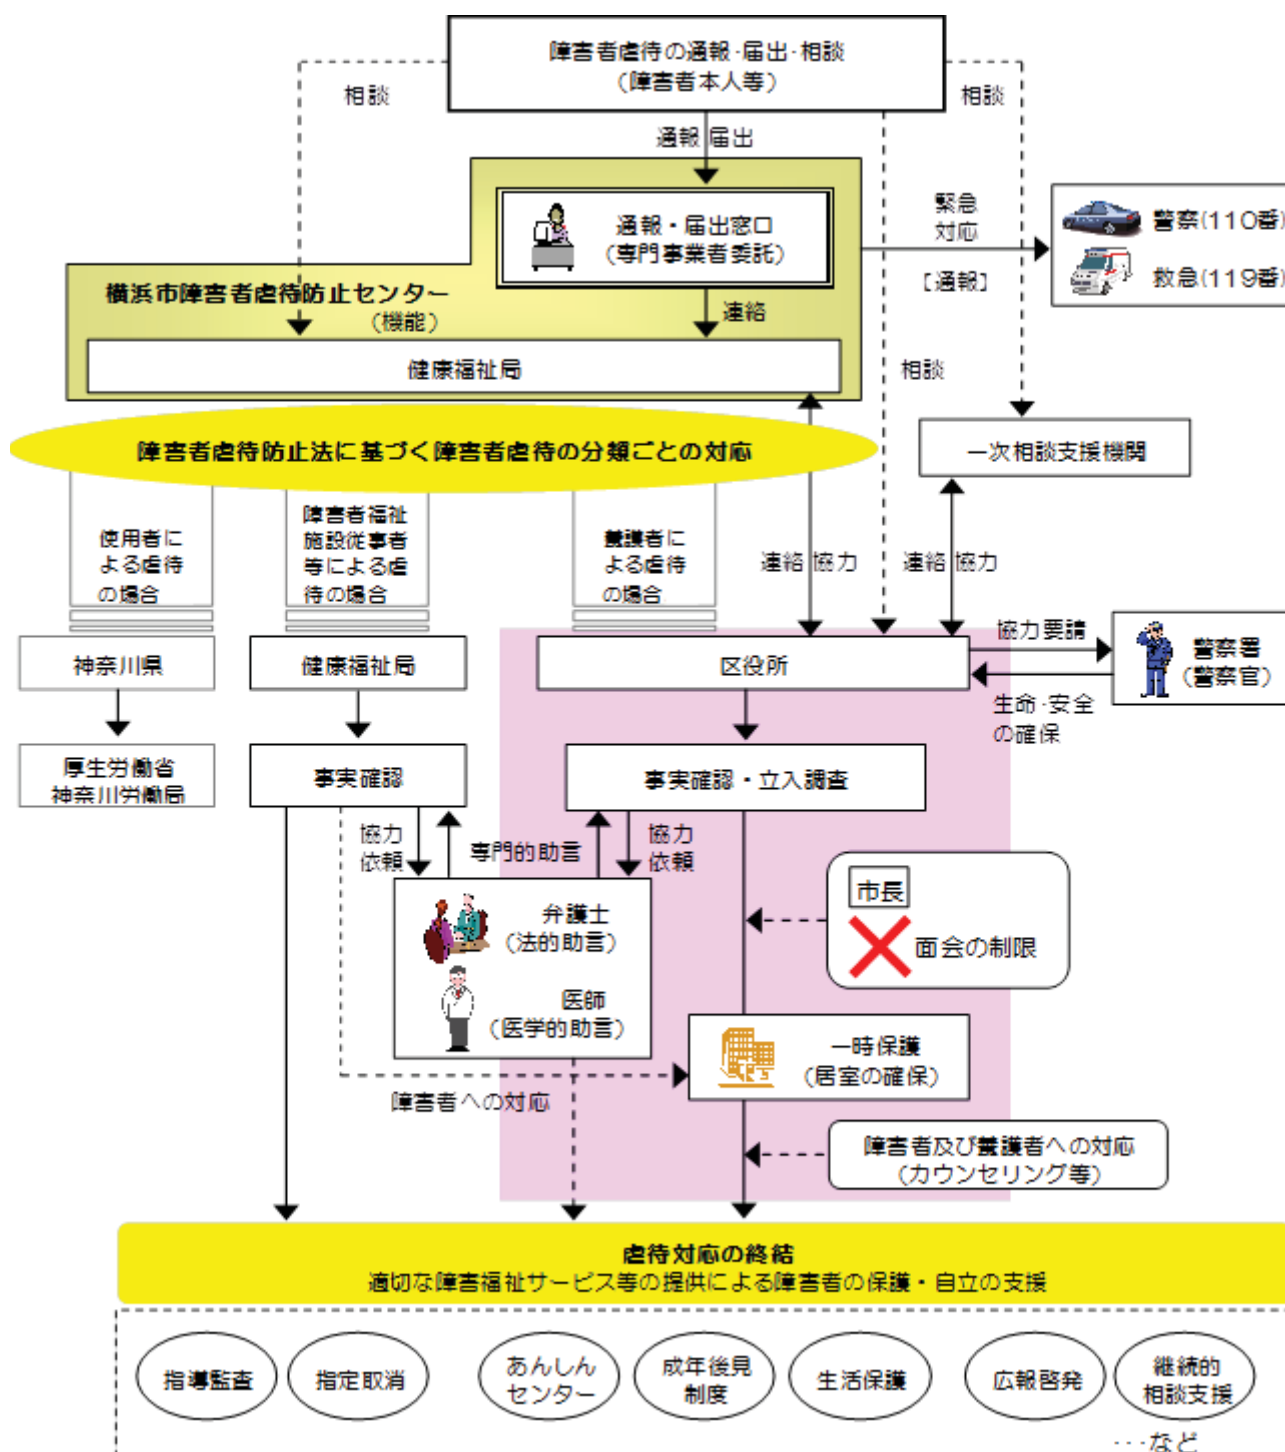 障害者虐待の通報・届出・相談
(障害者本人等)
相談
相談
通報 届出
通報・届出窓口
(専門事業者委託)
緊急
対応
[通報]
警察(110番)
救急(119番)
横浜市障害者虐待防止センター
(機能)
連絡
健康福祉局
相談
障害者虐待防止法に基づく障害者虐待の分類ごとの対応
一次相談支援機関
使用者に
よる虐待
の場合
障害者福祉
施設従事者
等による虐
待の場合
養護者に
よる虐待
の場合
連絡 協力
連絡 協力
神奈川県
健康福祉局
区役所
協力要請
警察署
(警察官)
生命・安全
の確保
厚生労働省
神奈川労働局
事実確認
事実確認・立入調査
協力
依頼
専門的助言
協力
依頼
弁護士
(法的助言)
医師
(医学的助言)
市長
面会の制限
一時保護
(居室の確保)
障害者への対応
障害者及び養護者への対応
(カウンセリング等)
虐待対応の終結
適切な障害福祉サービス等の提供による障害者の保護・自立の支援
指導監査
指定取消
あんしん
センター
成年後見
制度
生活保護
広報啓発
継続的
相談支援
・・・など